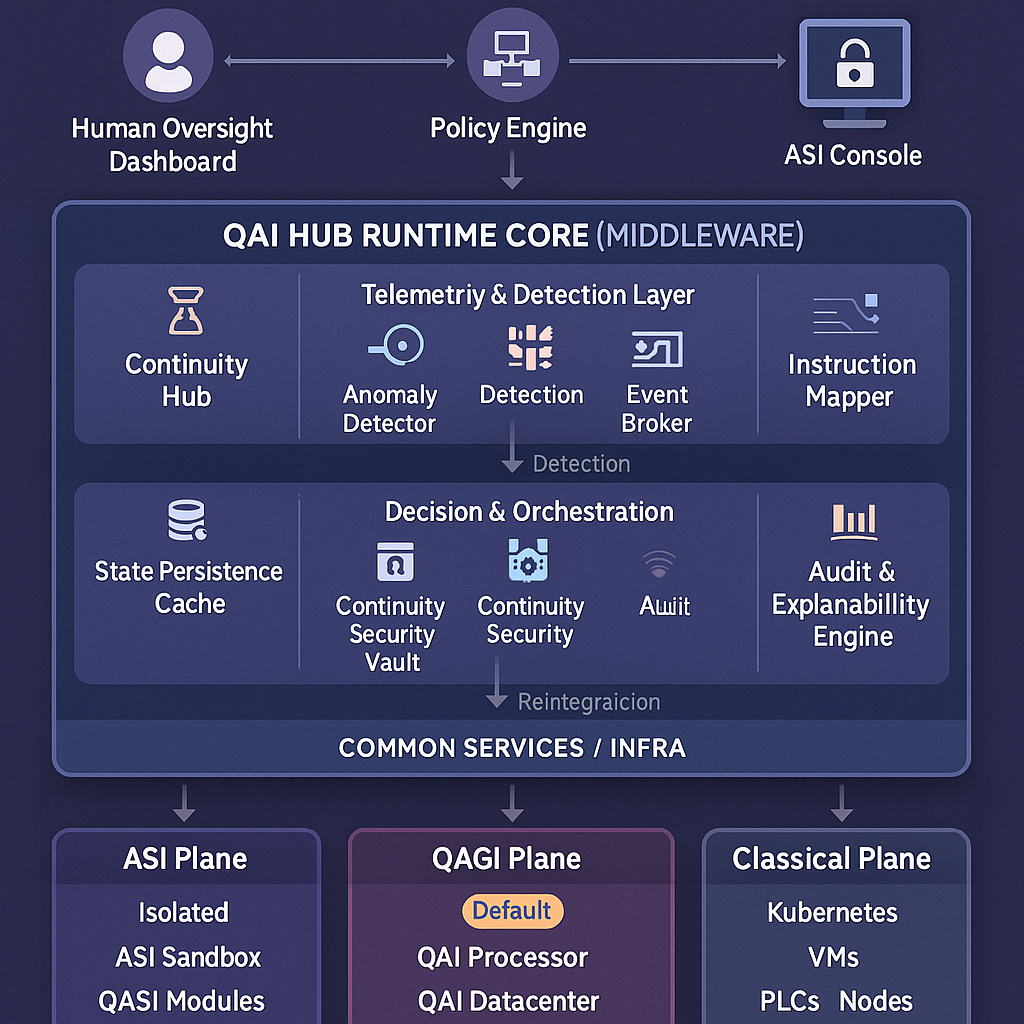 Human Oversight
Dashboard
Policy Engine
ASI Console
QAI HUB RUNTIME CORE (MIDDLEWARE)
Continuity
Hub
Telemetriy & Detection Layer
Anomaly
Detector
Detection
Event
Broker
Instruction
Mapper
Detection
State Persistence
Cache
Decision & Orchestration
Continuity
Security
Vault
Continuity
Security
Audit &
Explanabillity
Engine
Reintegraicion
COMMON SERVICES / INFRA
ASI Plane
Isolated
ASI Sandbox
QASI Modules
QAGI Plane
Default
QAI Processor
QAI Datacenter
Classical Plane
Kubernetes
VMs
PLCs Nodes